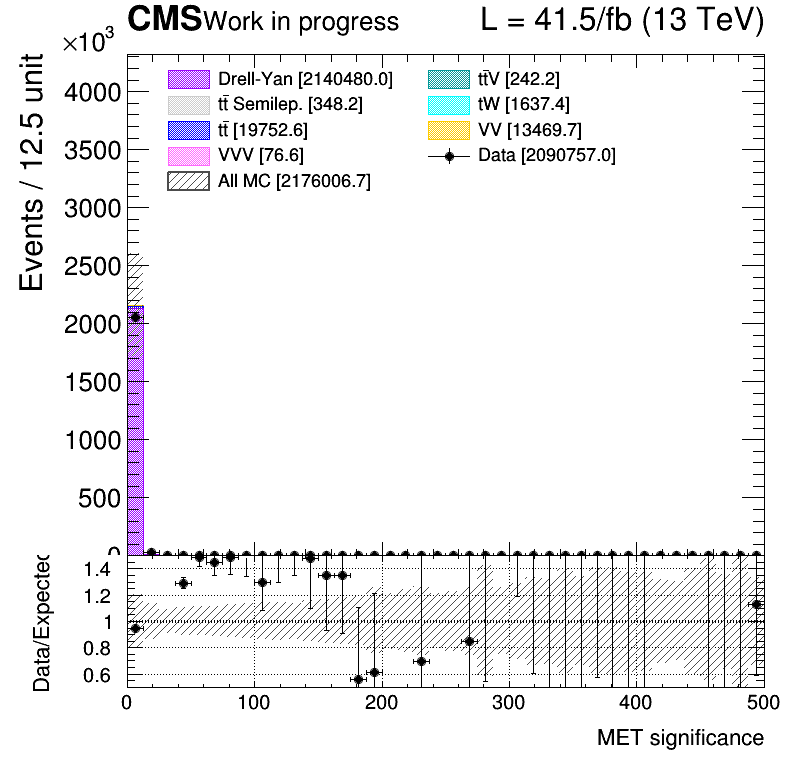 CMS Work in progress L = 41.5/fb (13 TeV)
×10³
Events / 12.5 unit
Drell-Yan [2140480.0]
tt̄ Semilep. [348.2]
tt̄ [19752.6]
VVV [76.6]
All MC [2176006.7]
tt̄V [242.2]
tW [1637.4]
VV [13469.7]
Data [2090757.0]
4000
3500
3000
2500
2000
1500
1000
500
0
Data/Expected
1.4
1.2
1
0.8
0.6
0 100 200 300 400 500
MET significance